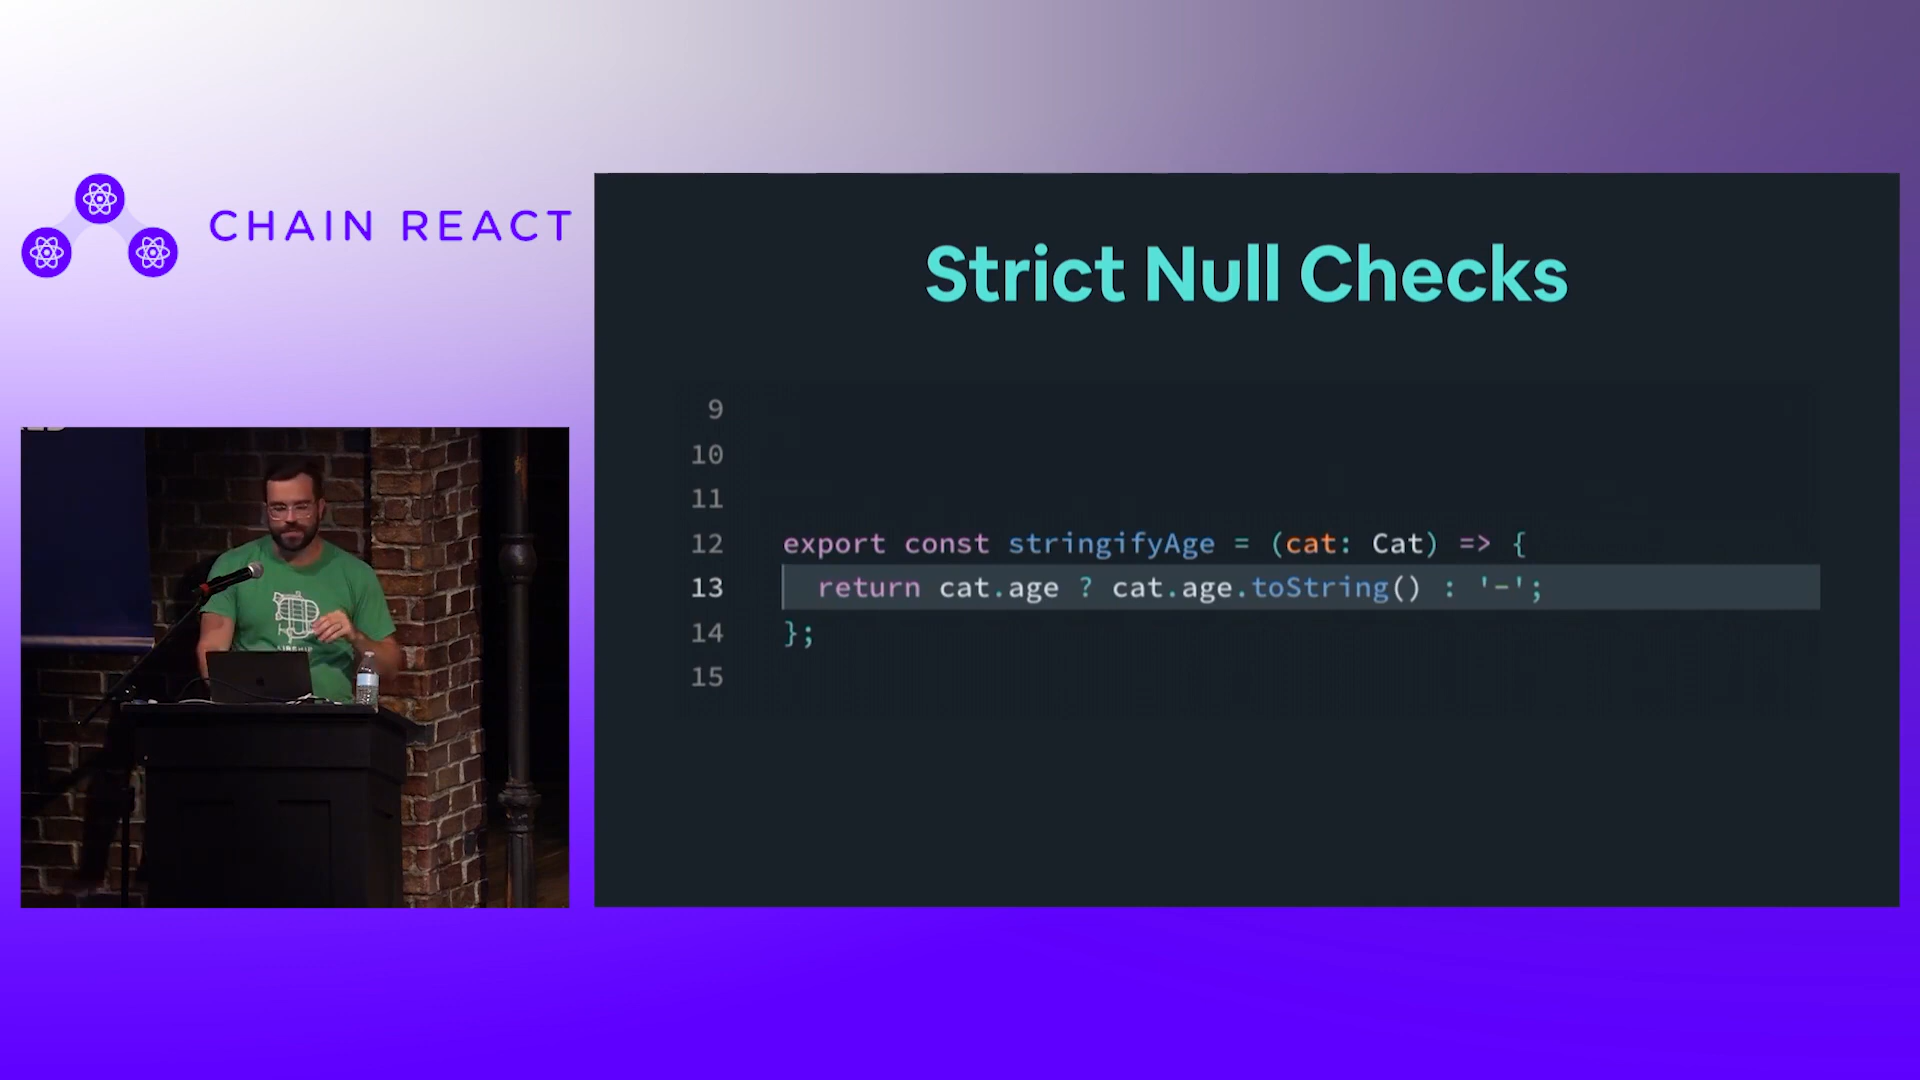 CHAIN REACT
Strict Null Checks
9
10
11
12 export const stringifyAge = (cat: Cat) => {
13 return cat.age ? cat.age.toString() : '-';
14 };
15